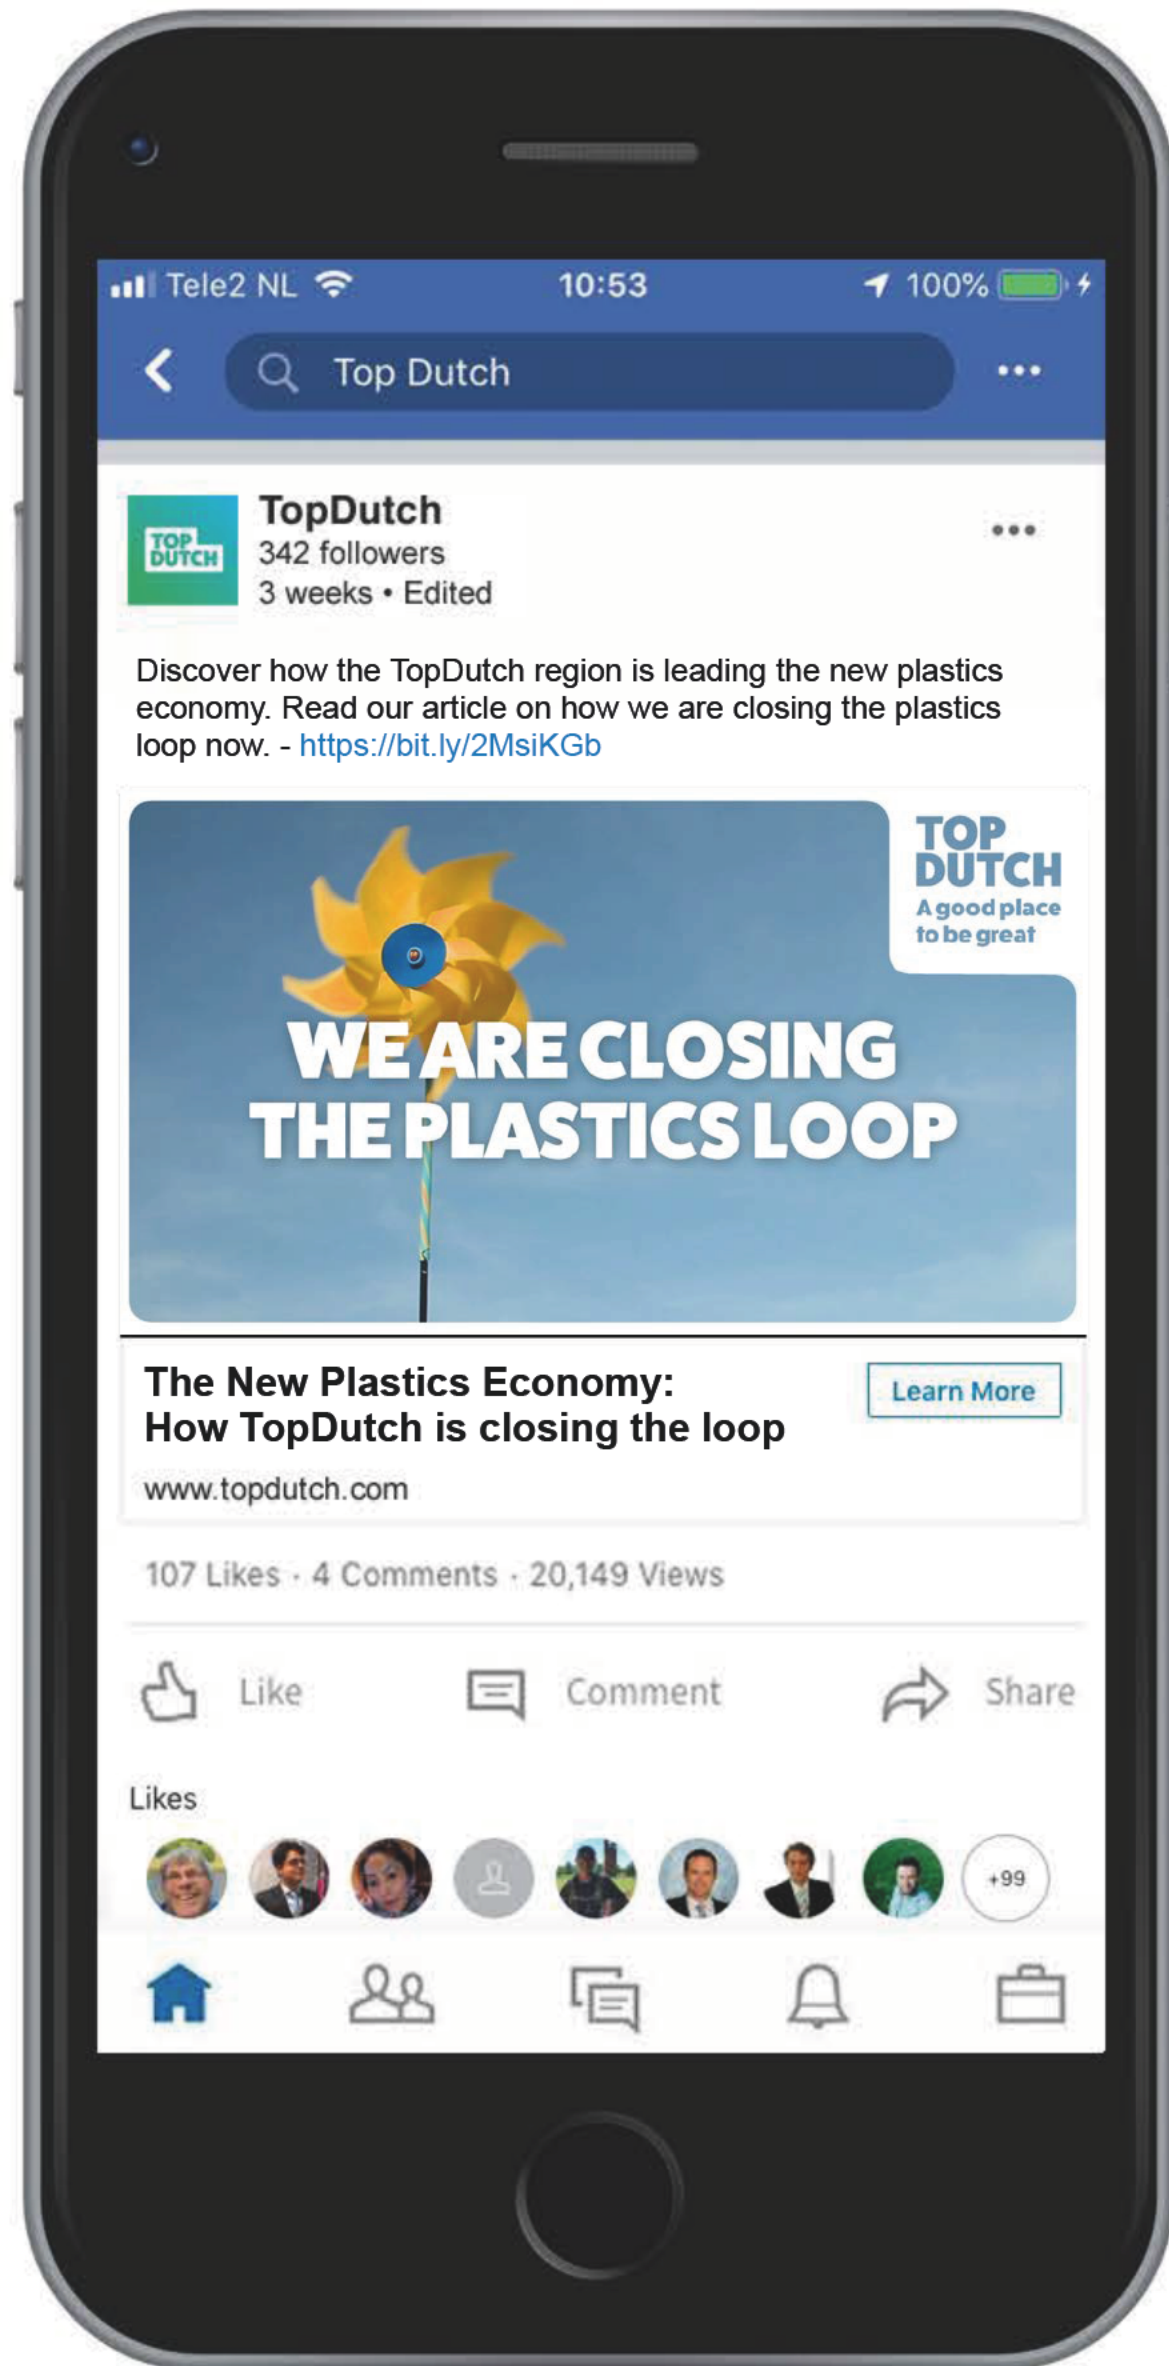 Tele2 NL 10:53 100%
Top Dutch
TOP
DUTCH
TopDutch
342 followers
3 weeks • Edited
Discover how the TopDutch region is leading the new plastics
economy. Read our article on how we are closing the plastics
loop now. - https://bit.ly/2MsiKGb
TOP
DUTCH
A good place
to be great
WE ARE CLOSING
THE PLASTICS LOOP
The New Plastics Economy:
How TopDutch is closing the loop
Learn More
www.topdutch.com
107 Likes · 4 Comments · 20,149 Views
Like Comment Share
Likes
+99